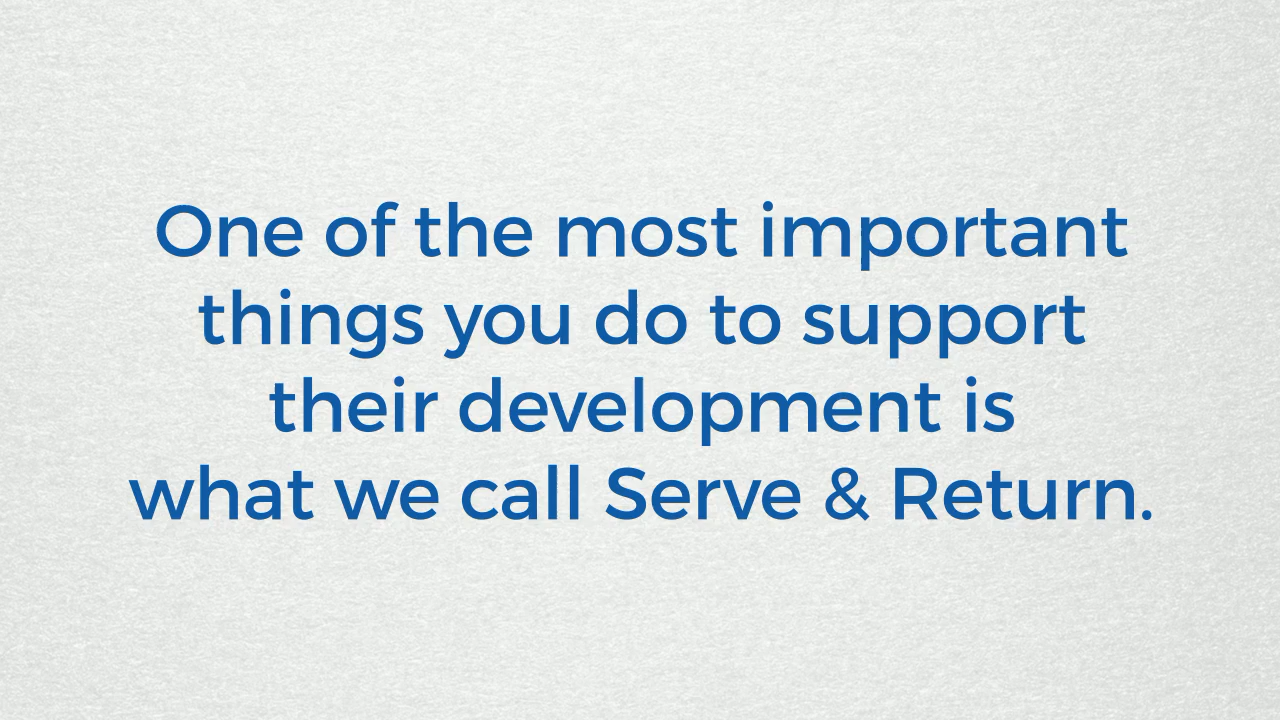 One of the most important
things you do to support
their development is
what we call Serve & Return.